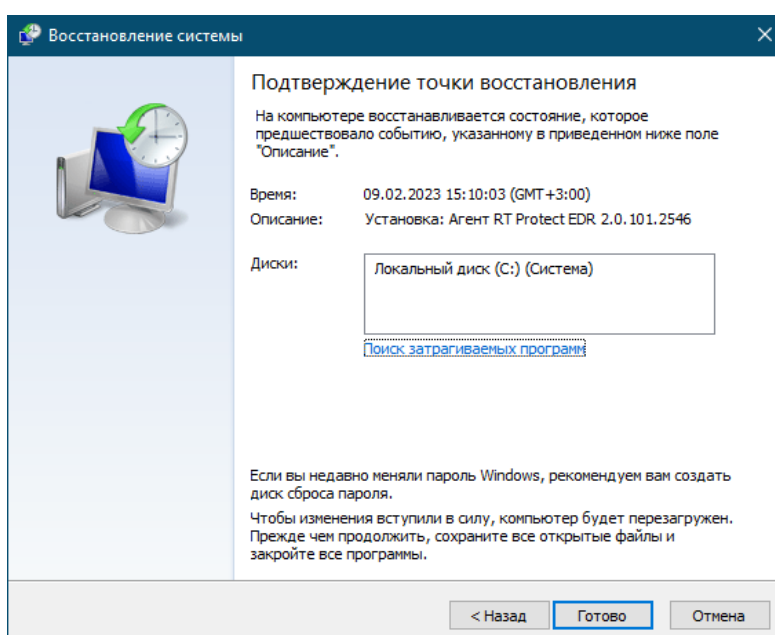 Восстановление системы
Подтверждение точки восстановления
На компьютере восстанавливается состояние, которое
предшествовало событию, указанному в приведенном ниже поле
"Описание".
Время: 09.02.2023 15:10:03 (GMT+3:00)
Описание: Установка: Агент RT Protect EDR 2.0.101.2546
Диски: Локальный диск (C:) (Система)
Поиск затрагиваемых программ
Если вы недавно меняли пароль Windows, рекомендуем вам создать
диск сброса пароля.
Чтобы изменения вступили в силу, компьютер будет перезагружен.
Прежде чем продолжить, сохраните все открытые файлы и
закройте все программы.
< Назад Готово Отмена